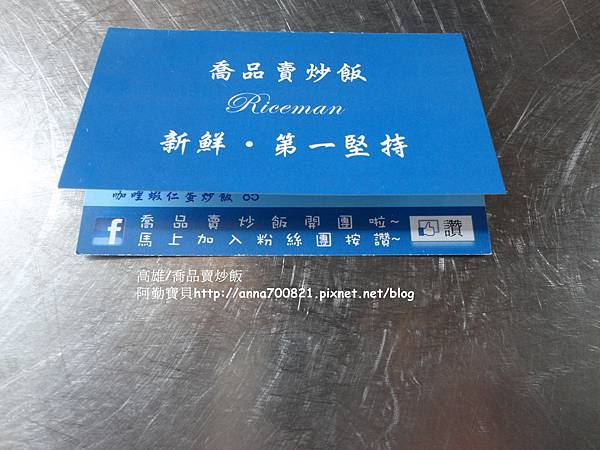 喬品賣炒飯
Riceman
新鮮・第一堅持
咖哩蝦仁蛋炒飯 65
f 喬品賣炒飯開團啦~ 讚
馬上加入粉絲團按讚~
高雄/喬品賣炒飯
阿勤寶貝http://anna700821.pixnet.net/blog